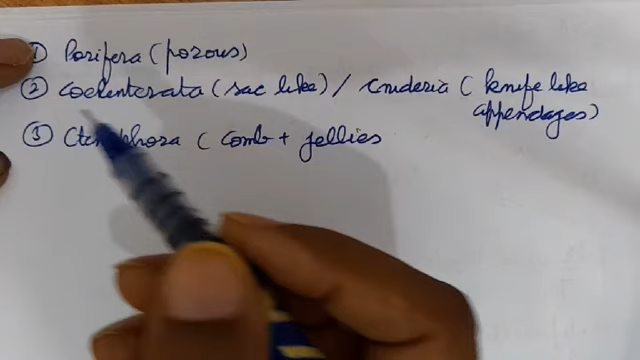 ① Porifera (porous)
② Coelenterata (sac like) / Cnideria ( knife like
appendages)
③ Ctenophora ( Comb + jellies